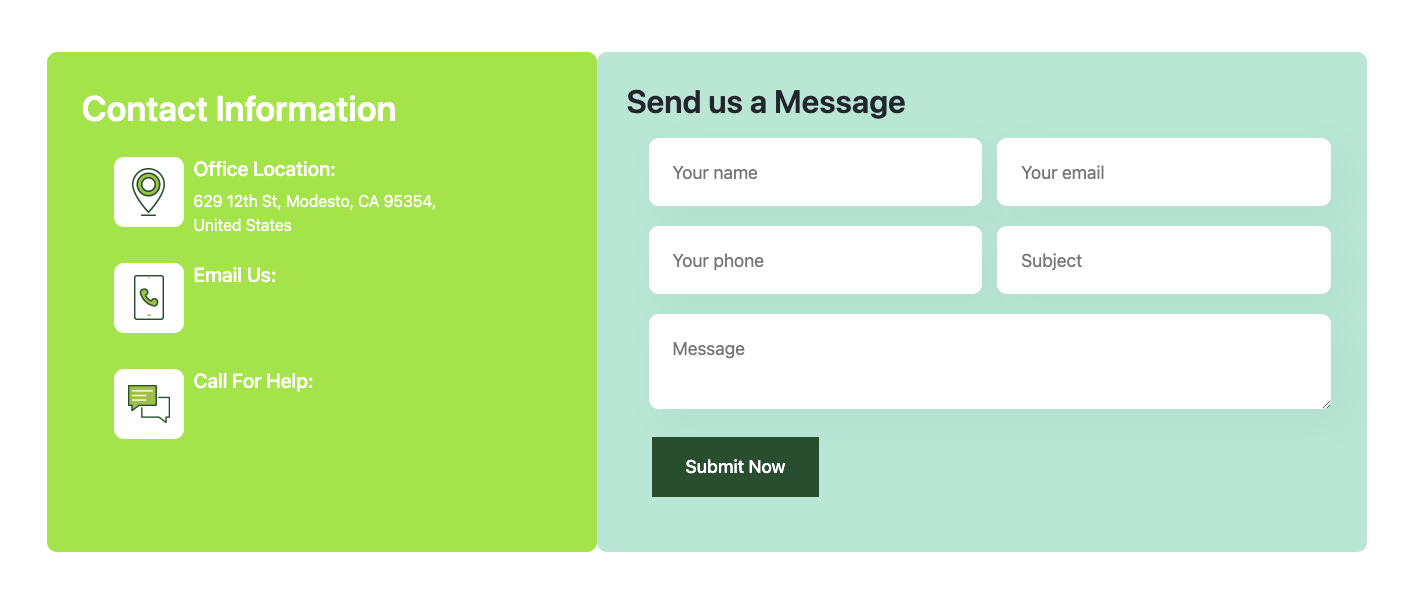 Contact Information
Office Location:
629 12th St, Modesto, CA 95354,
United States
Email Us:
Call For Help:
Send us a Message
Your name
Your email
Your phone
Subject
Message
Submit Now